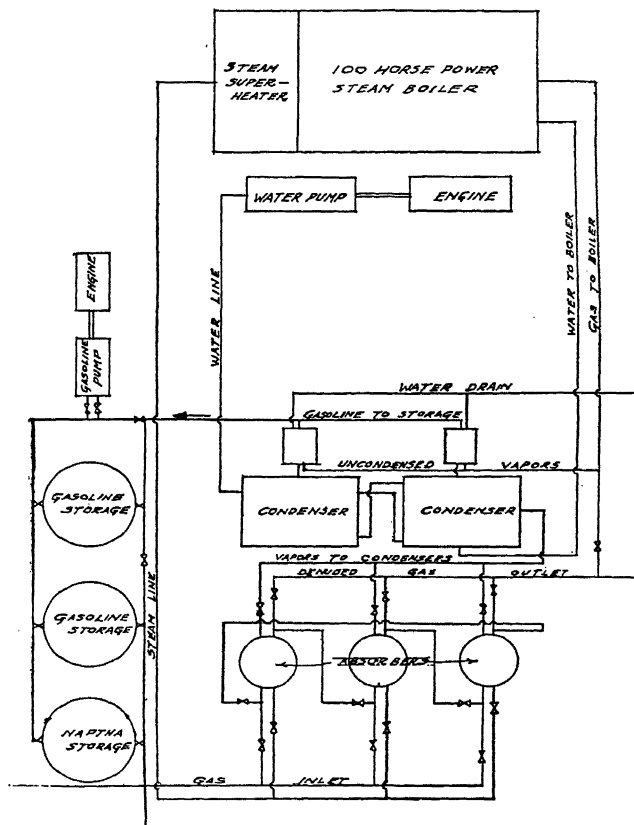 STEAM
SUPER-
HEATER
100 HORSE POWER
STEAM BOILER
WATER PUMP
ENGINE
ENGINE
GASOLINE
PUMP
WATER LINE
WATER TO BOILER
GAS TO BOILER
WATER DRAIN
GASOLINE TO STORAGE
UNCONDENSED VAPORS
CONDENSER
CONDENSER
GASOLINE
STORAGE
VAPORS TO CONDENSERS
DENUDED GAS OUTLET
STEAM LINE
GASOLINE
STORAGE
ABSORBERS
NAPTHA
STORAGE
GAS INLET